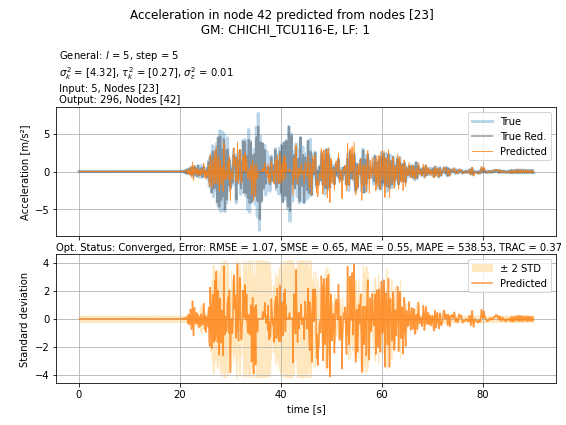 Acceleration in node 42 predicted from nodes [23]
GM: CHICHI_TCU116-E, LF: 1
General: l = 5, step = 5
σ²ₖ = [4.32], τ²ₖ = [0.27], σ²ε = 0.01
Input: 5, Nodes [23]
Output: 296, Nodes [42]
Acceleration [m/s²]
5
0
−5
True
True Red.
Predicted
Opt. Status: Converged, Error: RMSE = 1.07, SMSE = 0.65, MAE = 0.55, MAPE = 538.53, TRAC = 0.37
Standard deviation
4
2
0
−2
−4
± 2 STD
Predicted
0 20 40 60 80
time [s]